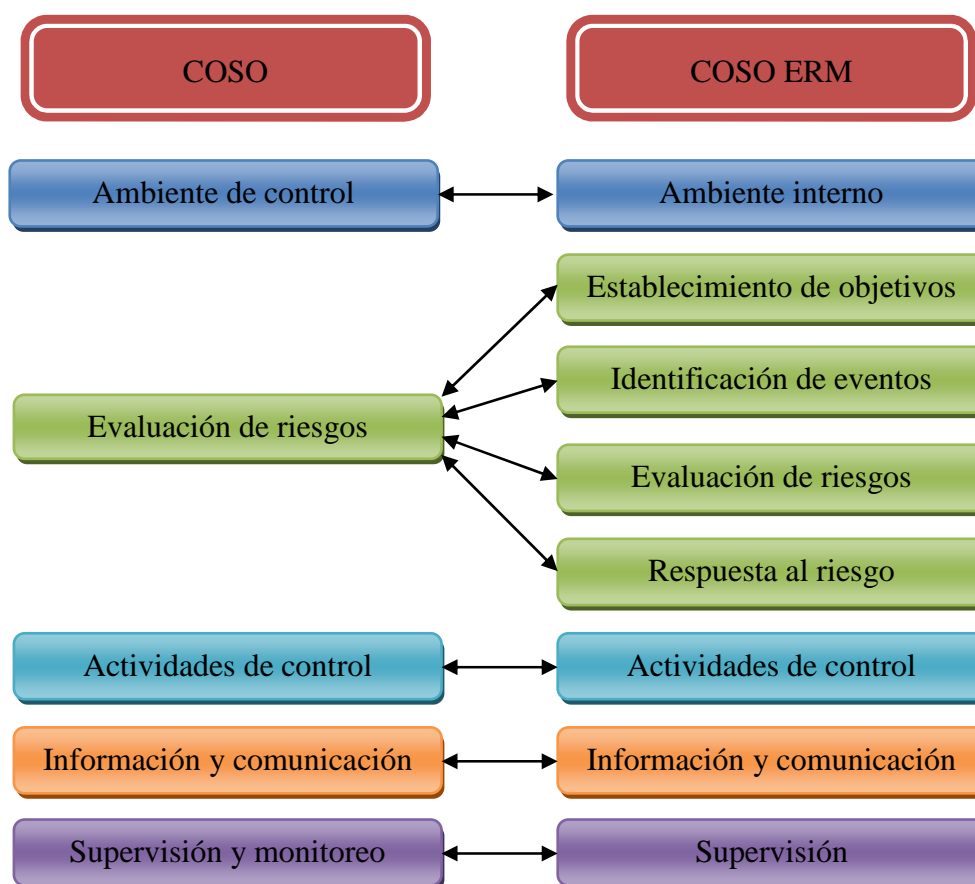 COSO
COSO ERM
Ambiente de control
Ambiente interno
Establecimiento de objetivos
Identificación de eventos
Evaluación de riesgos
Evaluación de riesgos
Respuesta al riesgo
Actividades de control
Actividades de control
Información y comunicación
Información y comunicación
Supervisión y monitoreo
Supervisión